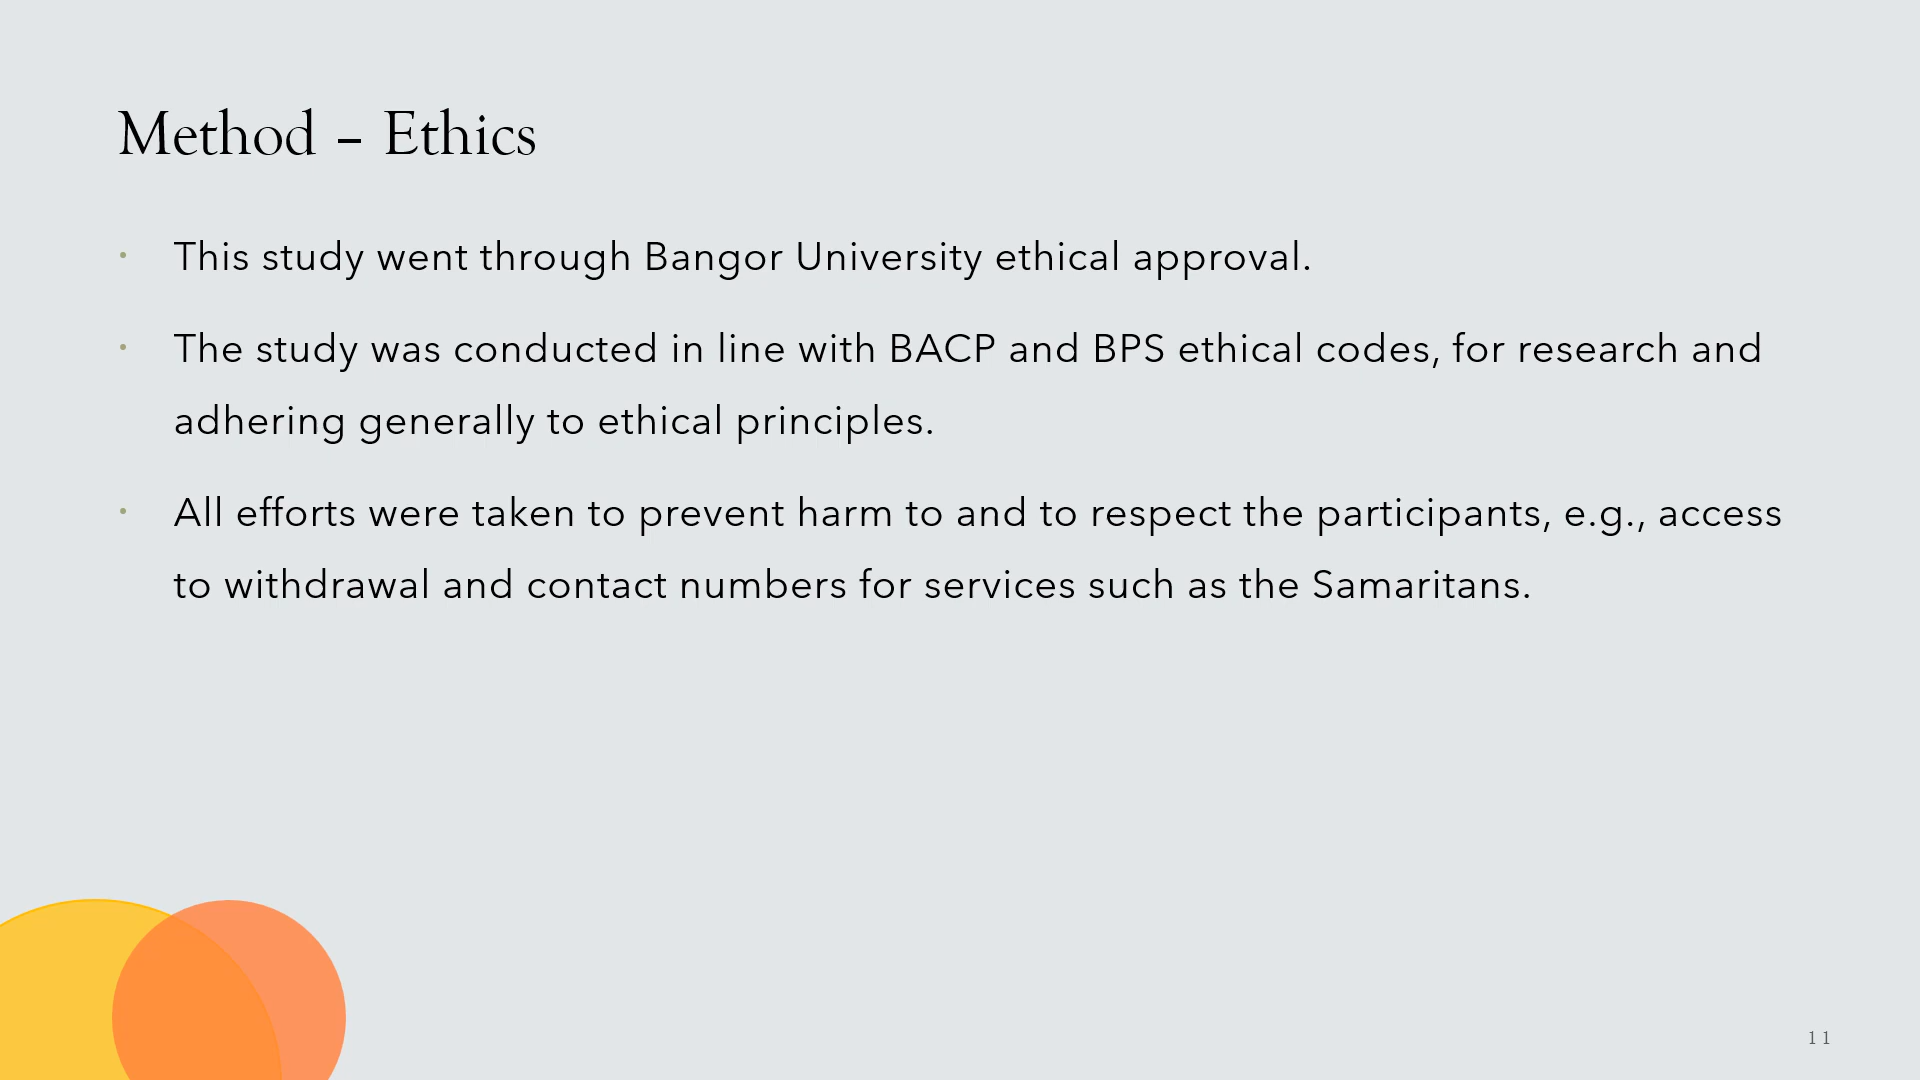 Method – Ethics
• This study went through Bangor University ethical approval.
• The study was conducted in line with BACP and BPS ethical codes, for research and
adhering generally to ethical principles.
• All efforts were taken to prevent harm to and to respect the participants, e.g., access
to withdrawal and contact numbers for services such as the Samaritans.
11